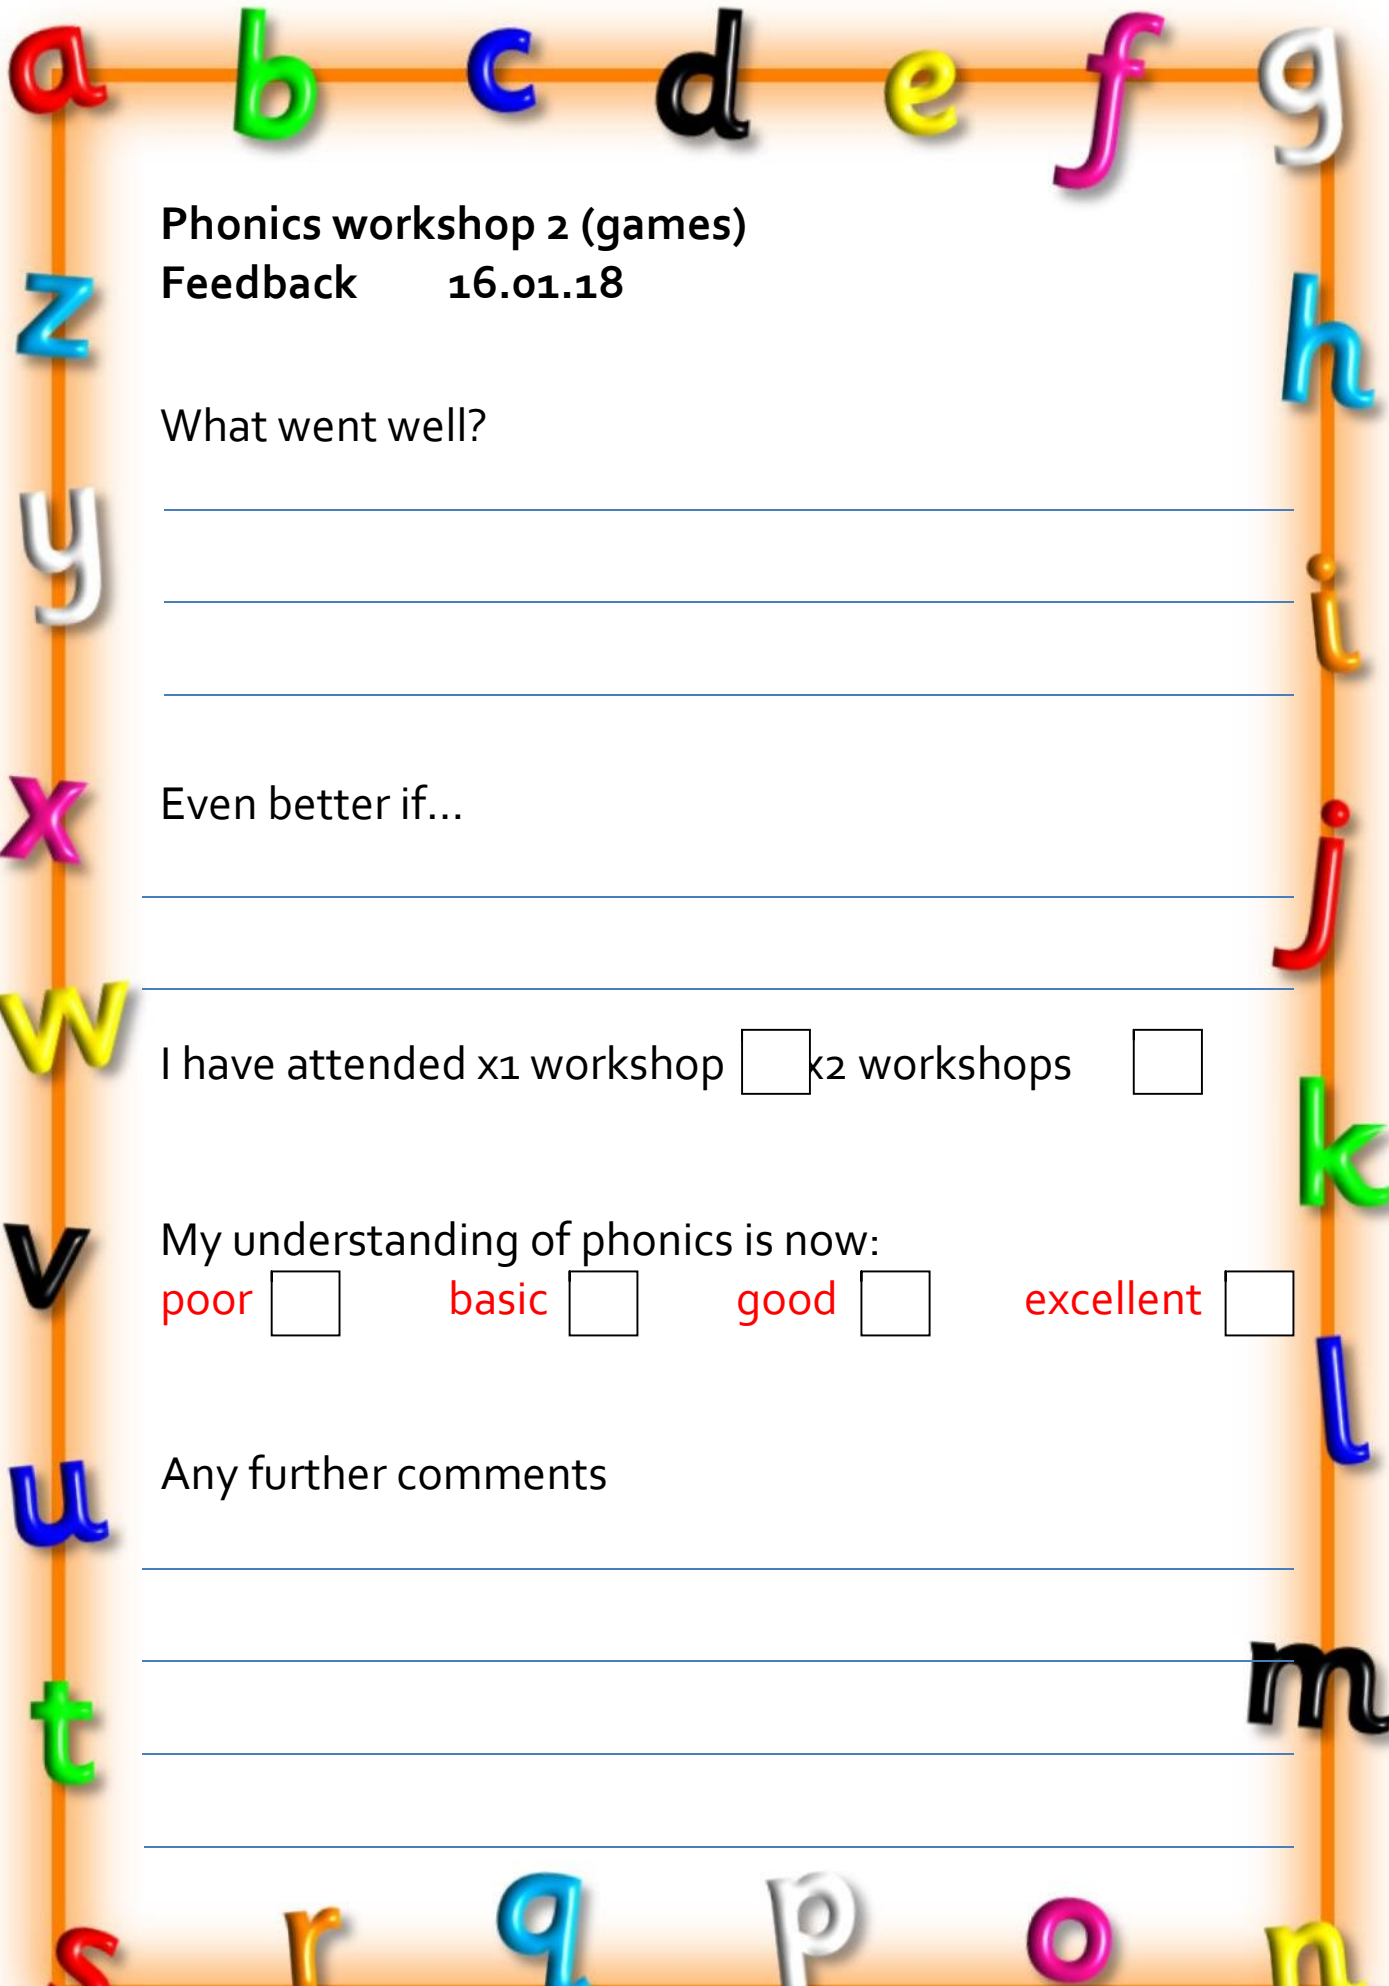 a b c d e f g
Phonics workshop 2 (games)
Feedback 16.01.18
What went well?
Even better if...
I have attended x1 workshop x2 workshops
My understanding of phonics is now:
poor basic good excellent
Any further comments
h
i
j
k
l
m
n
o
p
q
r
s
t
u
v
w
x
y
z